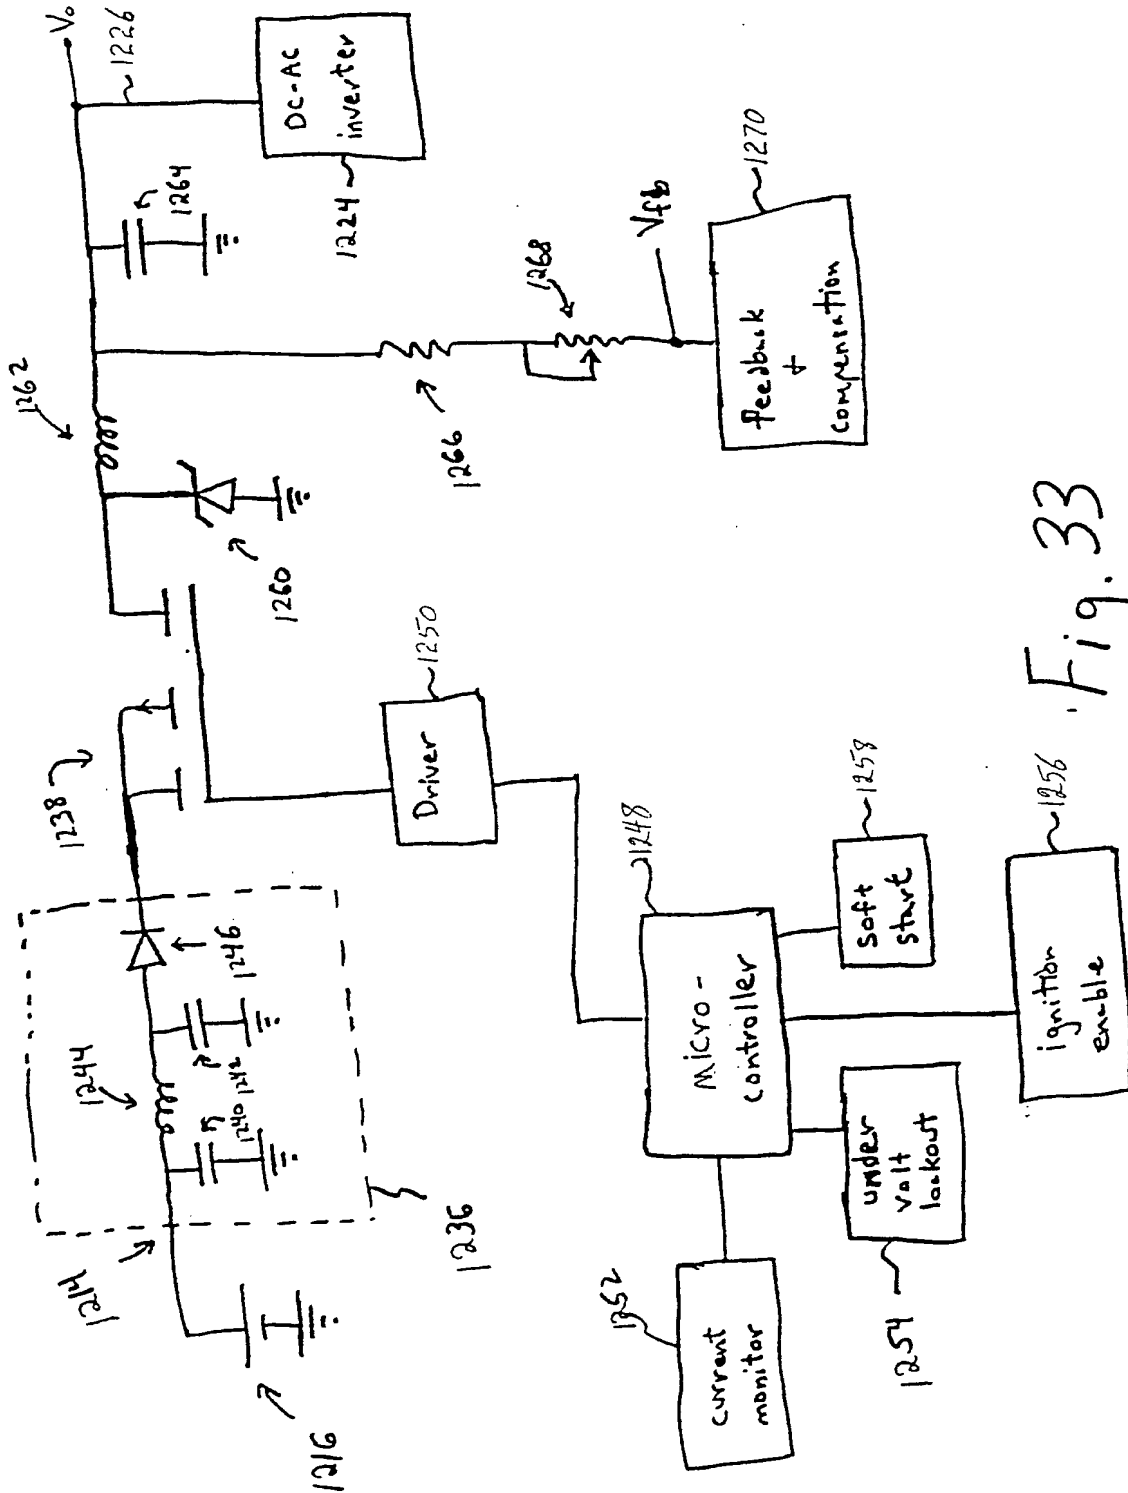 Vo
1226
DC-AC
inverter
1224
1264
1262
1260
1266
1268
Vfb
Feedback
+
compensation
1270
1238
1246
1244
1242
1240
1214
1236
1216
Driver
1250
micro-
controller
1248
soft
start
1258
ignition
enable
1256
under
volt
lockout
1254
current
monitor
1252
Fig. 33